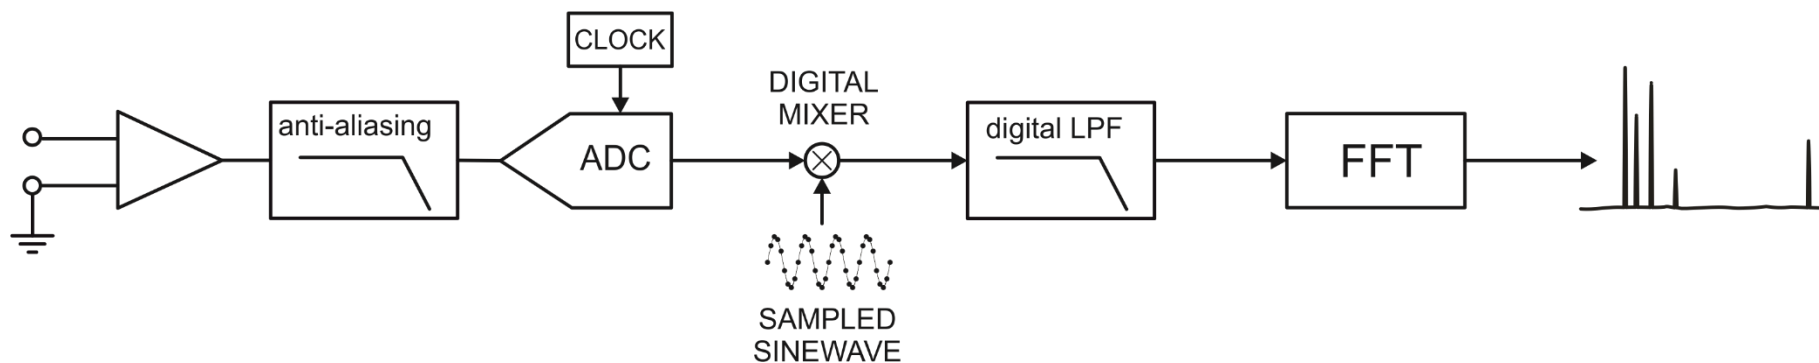 CLOCK
anti-aliasing
ADC
DIGITAL
MIXER
SAMPLED
SINEWAVE
digital LPF
FFT